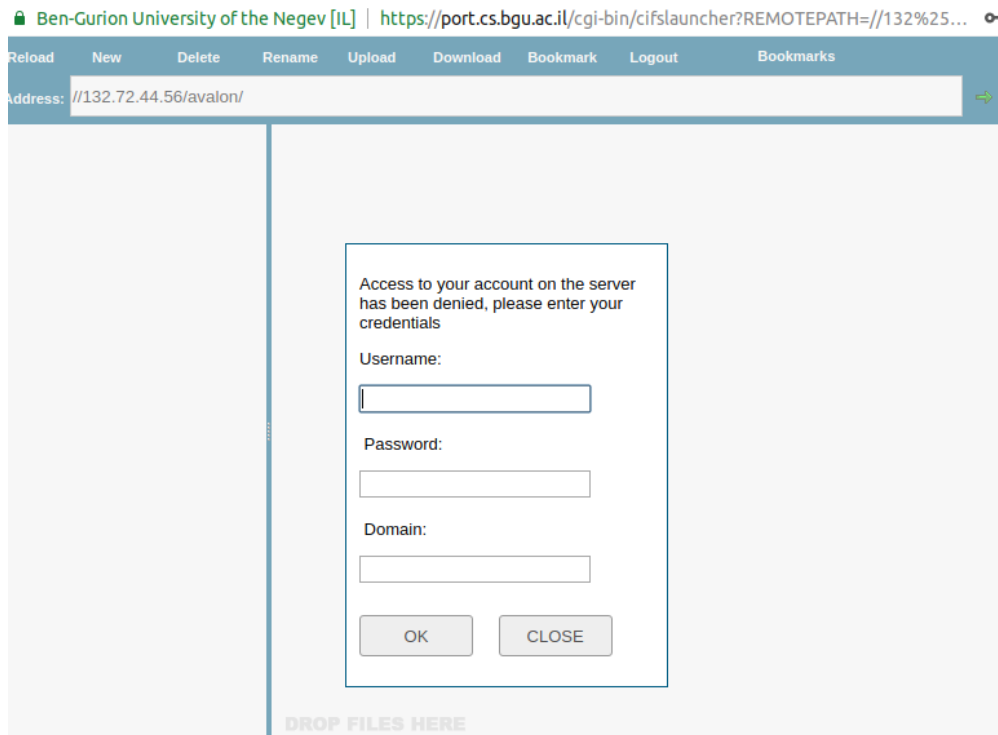 Ben-Gurion University of the Negev [IL] | https://port.cs.bgu.ac.il/cgi-bin/cifslauncher?REMOTEPATH=//132%25...
Reload New Delete Rename Upload Download Bookmark Logout Bookmarks
Address: //132.72.44.56/avalon/
Access to your account on the server
has been denied, please enter your
credentials
Username:
Password:
Domain:
OK CLOSE
DROP FILES HERE